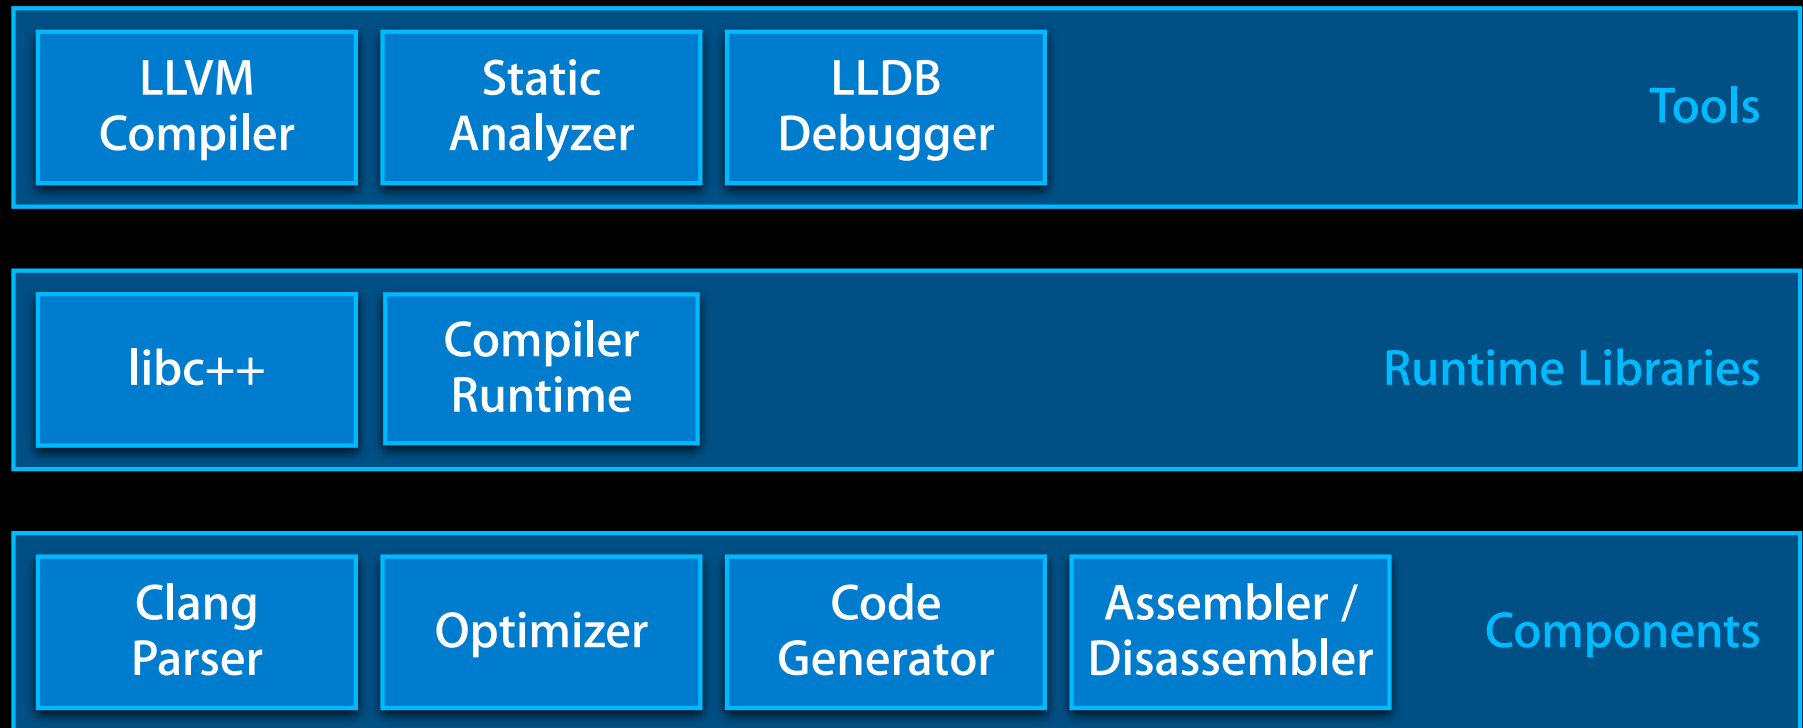 LLVM
Compiler
Static
Analyzer
LLDB
Debugger
Tools
libc++
Compiler
Runtime
Runtime Libraries
Clang
Parser
Optimizer
Code
Generator
Assembler /
Disassembler
Components